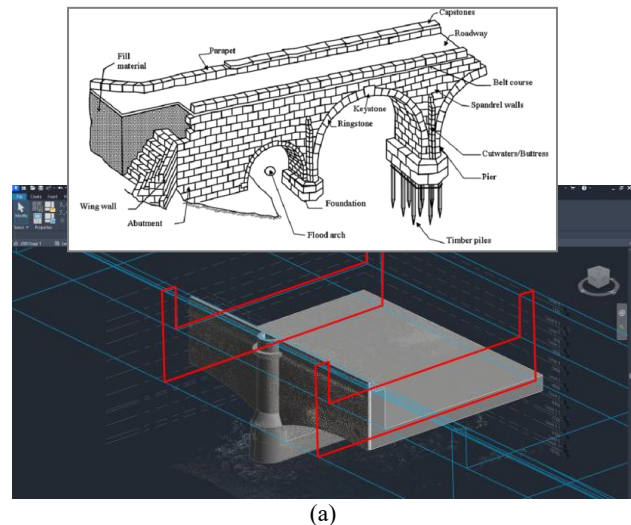 Capstones
Roadway
Parapet
Fill
material
Belt course
Keystone
Spandrel walls
Ringstone
Cutwaters/Buttress
Pier
Wing wall
Foundation
Abutment
Flood arch
Timber piles
Modify
(a)